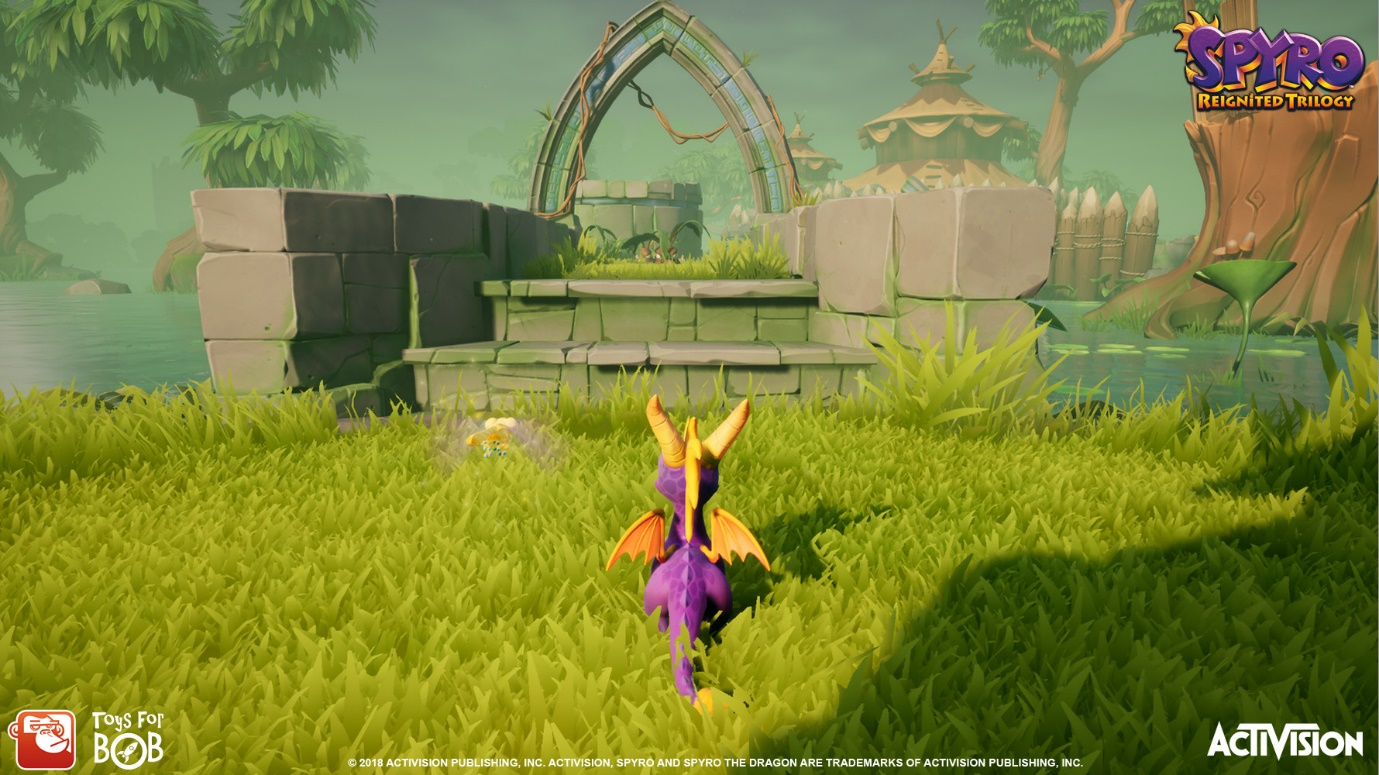 SPYRO
REIGNITED TRILOGY
TOYS FOR
BOB
ACTIVISION
© 2018 ACTIVISION PUBLISHING, INC. ACTIVISION, SPYRO AND SPYRO THE DRAGON ARE TRADEMARKS OF ACTIVISION PUBLISHING, INC.